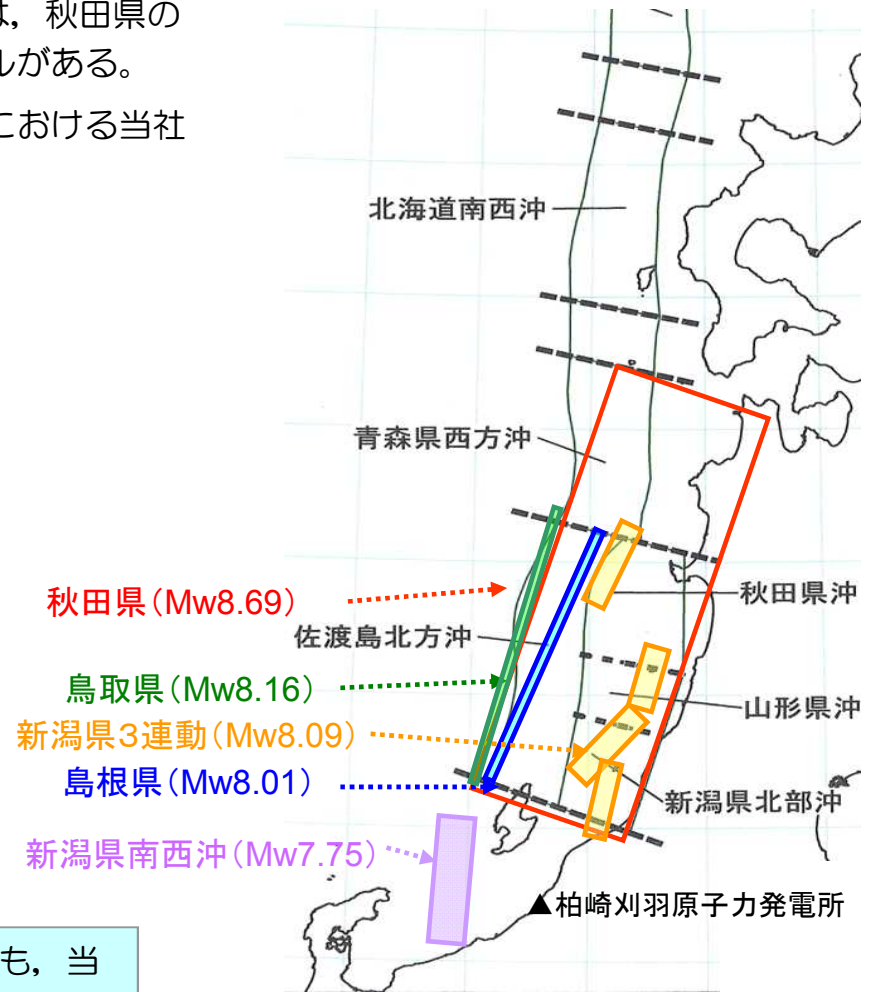 は，秋田県の
ルがある。
における当社
北海道南西沖
青森県西方沖
秋田県（Mw8.69）
秋田県沖
佐渡島北方沖
鳥取県（Mw8.16）
山形県沖
新潟県３連動（Mw8.09）
島根県（Mw8.01）
新潟県北部沖
新潟県南西沖（Mw7.75）
▲柏崎刈羽原子力発電所
も，当